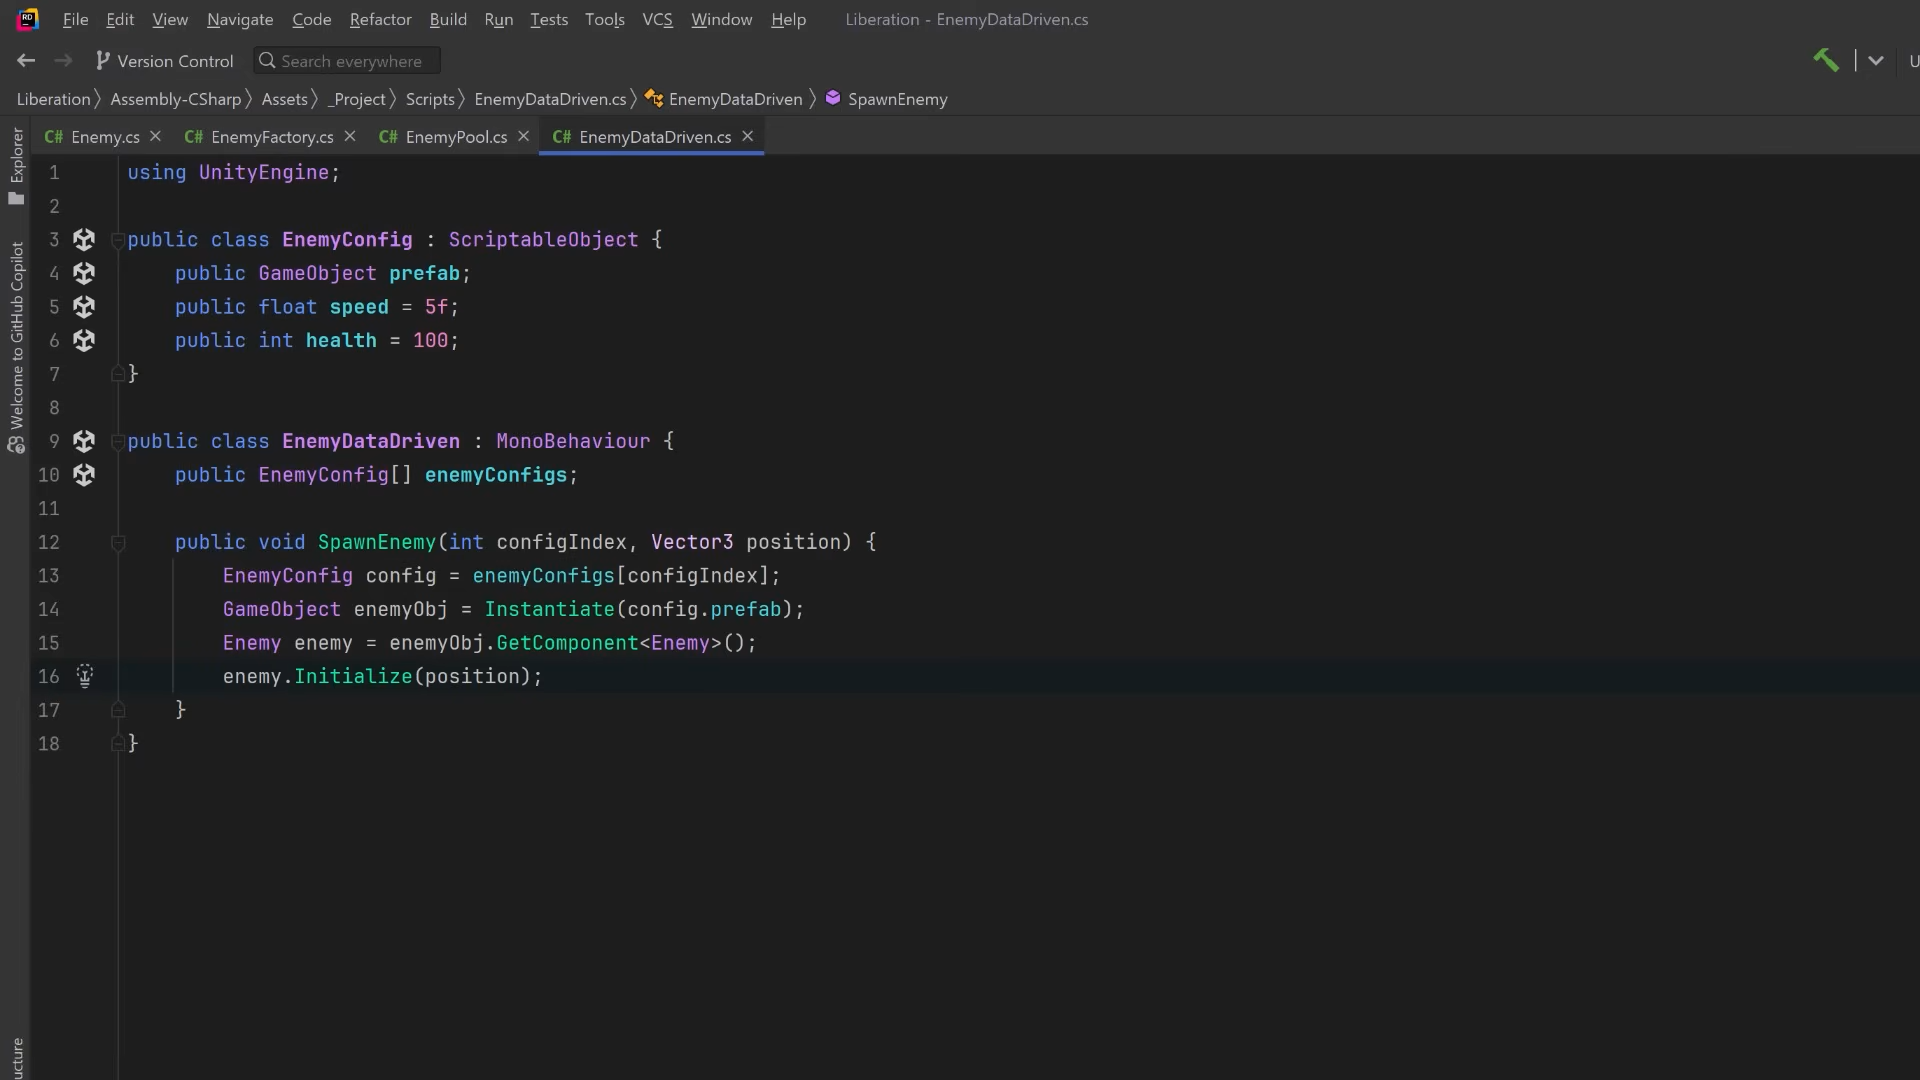 RD File Edit View Navigate Code Refactor Build Run Tests Tools VCS Window Help Liberation - EnemyDataDriven.cs
Version Control Search everywhere U
Liberation Assembly-CSharp Assets _Project Scripts EnemyDataDriven.cs EnemyDataDriven SpawnEnemy
C# Enemy.cs C# EnemyFactory.cs C# EnemyPool.cs C# EnemyDataDriven.cs
Explorer
Welcome to GitHub Copilot
ucture
1 using UnityEngine;
2
3 public class EnemyConfig : ScriptableObject {
4 public GameObject prefab;
5 public float speed = 5f;
6 public int health = 100;
7 }
8
9 public class EnemyDataDriven : MonoBehaviour {
10 public EnemyConfig[] enemyConfigs;
11
12 public void SpawnEnemy(int configIndex, Vector3 position) {
13 EnemyConfig config = enemyConfigs[configIndex];
14 GameObject enemyObj = Instantiate(config.prefab);
15 Enemy enemy = enemyObj.GetComponent<Enemy>();
16 enemy.Initialize(position);
17 }
18 }